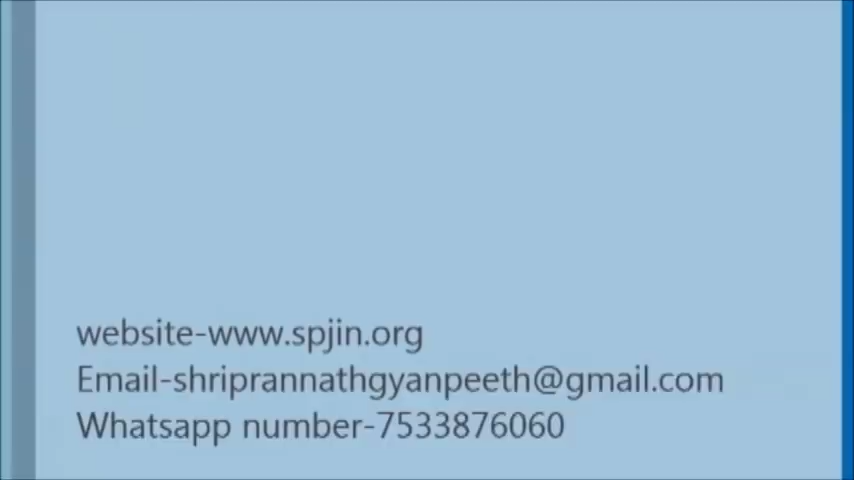 website-www.spjin.org
Email-shriprannathgyanpeeth@gmail.com
Whatsapp number-7533876060